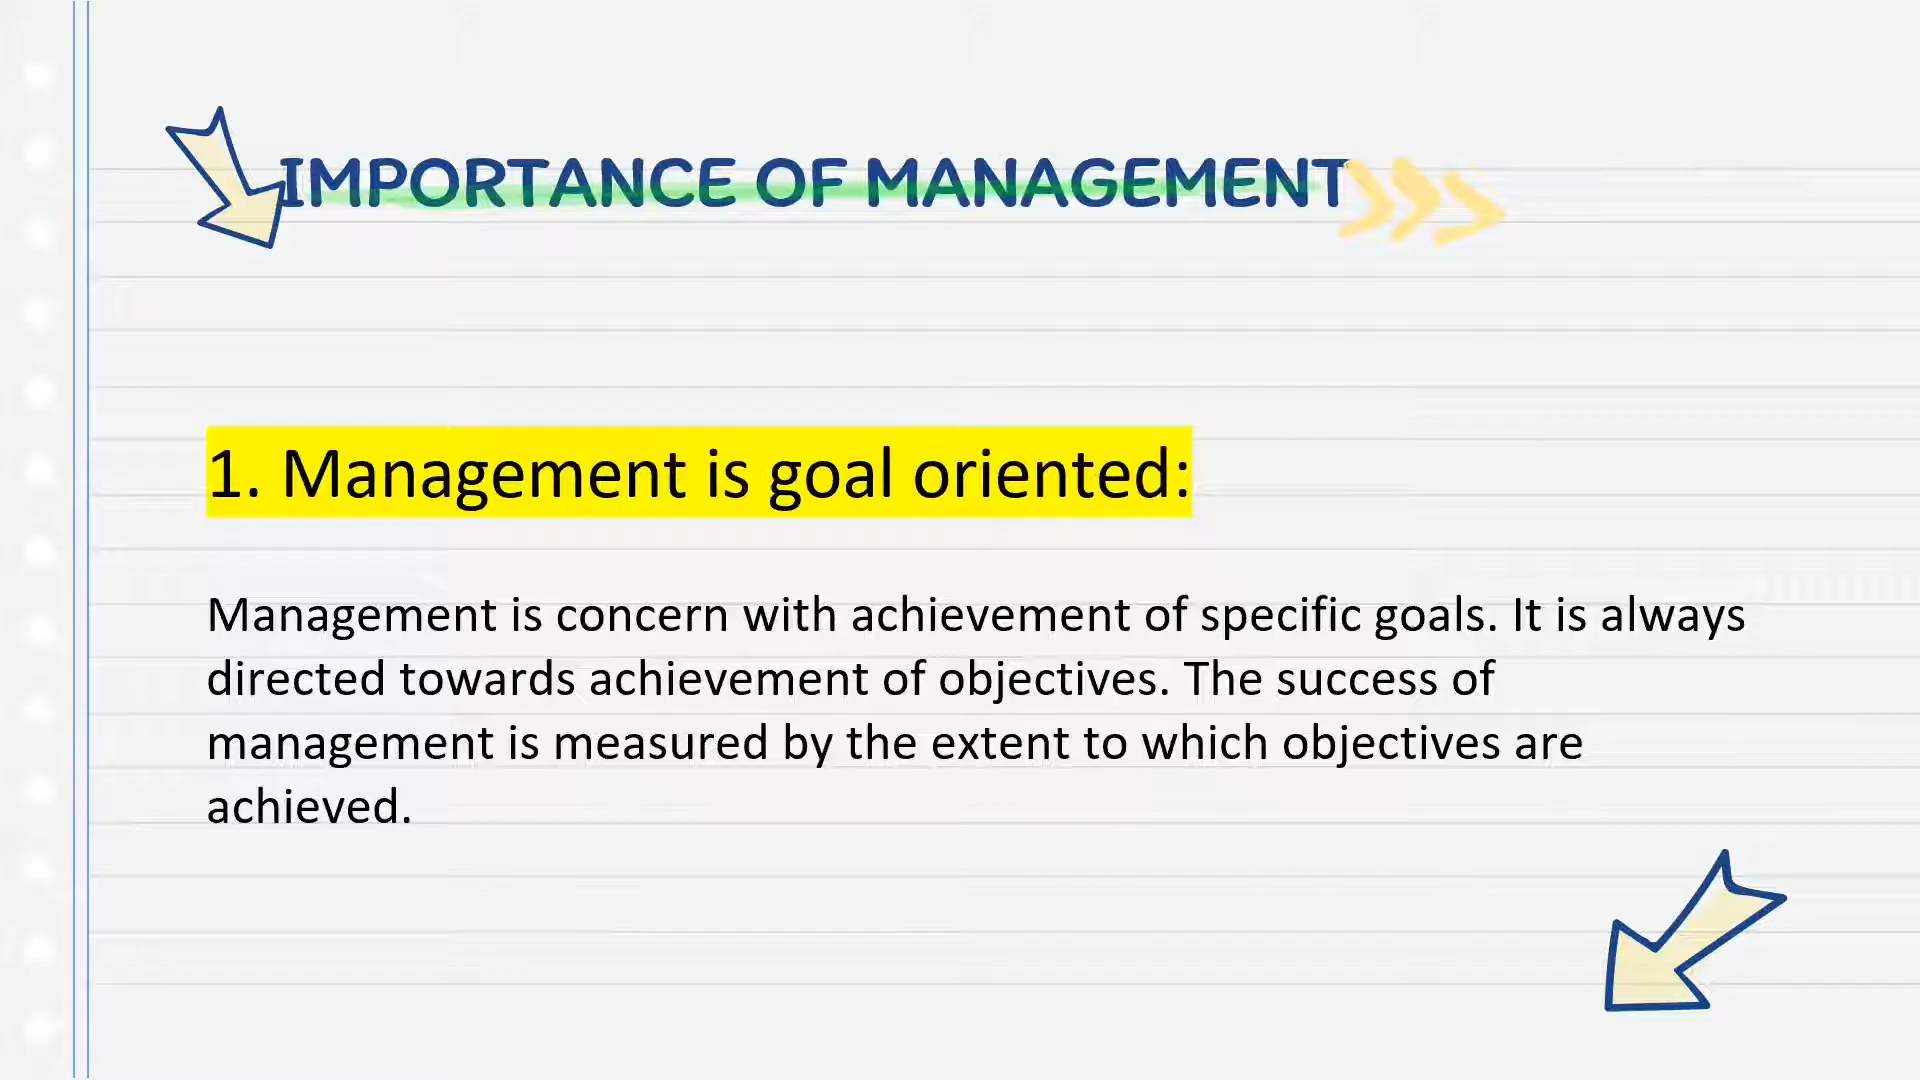 IMPORTANCE OF MANAGEMENT
1. Management is goal oriented:
Management is concern with achievement of specific goals. It is always
directed towards achievement of objectives. The success of
management is measured by the extent to which objectives are
achieved.